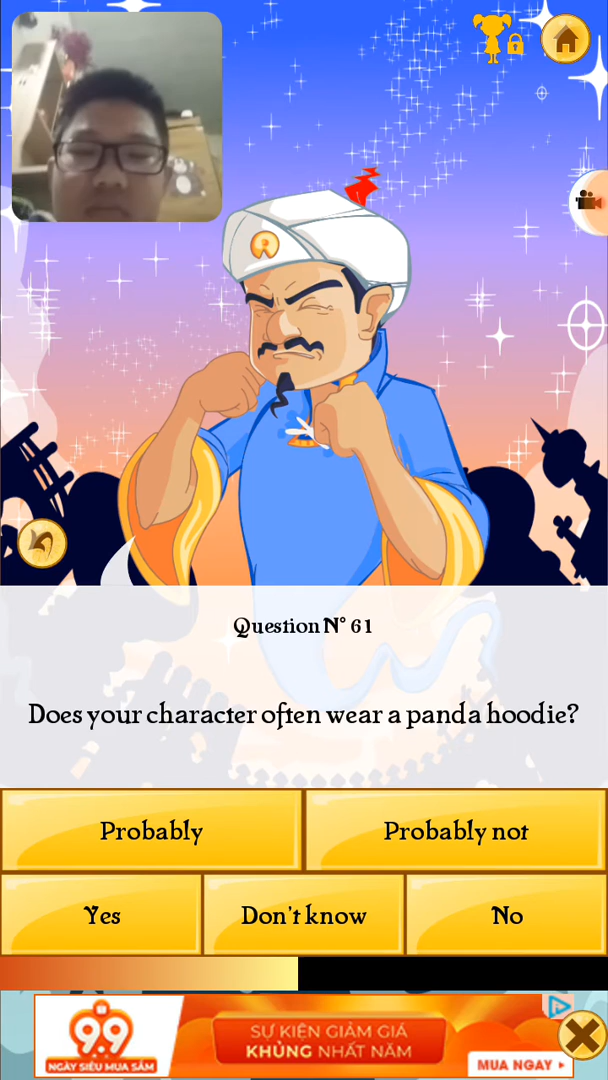 Question N° 61
Does your character often wear a panda hoodie?
Probably
Probably not
Yes
Don't know
No
9.9
NGÀY SIÊU MUA SẮM
SỰ KIỆN GIẢM GIÁ
KHỦNG NHẤT NĂM
MUA NGAY